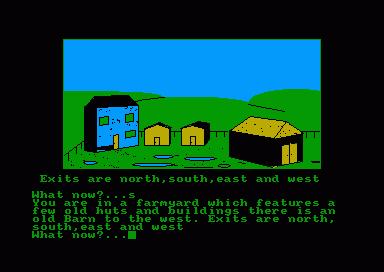 Exits are north,south,east and west
What now?...s
You are in a farmyard which features a
few old huts and buildings there is an
old Barn to the west. Exits are north,
south,east and west
What now?...